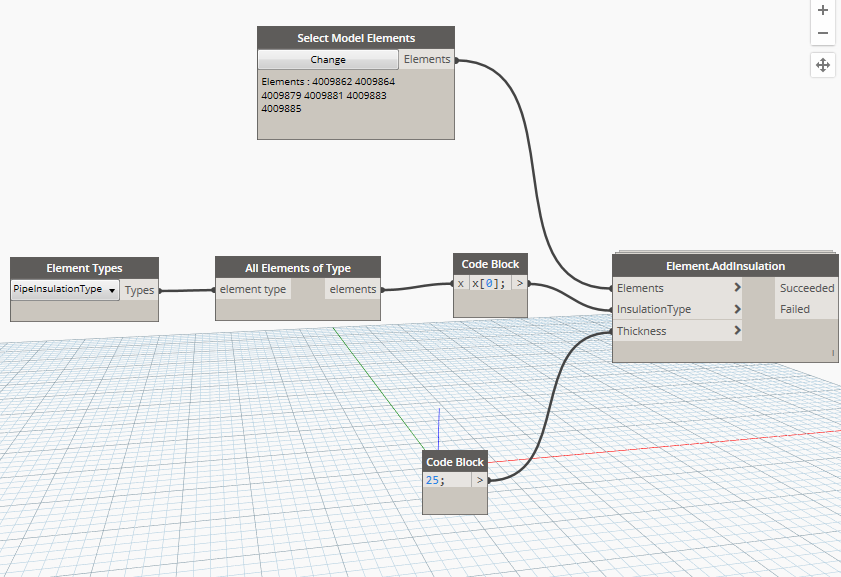 Select Model Elements
Change
Elements
Elements : 4009862 4009864
4009879 4009881 4009883
4009885
Element Types
PipeInsulationType
Types
All Elements of Type
element type
elements
Code Block
x
x[0];
>
Element.AddInsulation
Elements
>
Succeeded
InsulationType
>
Failed
Thickness
>
l
Code Block
25;
>